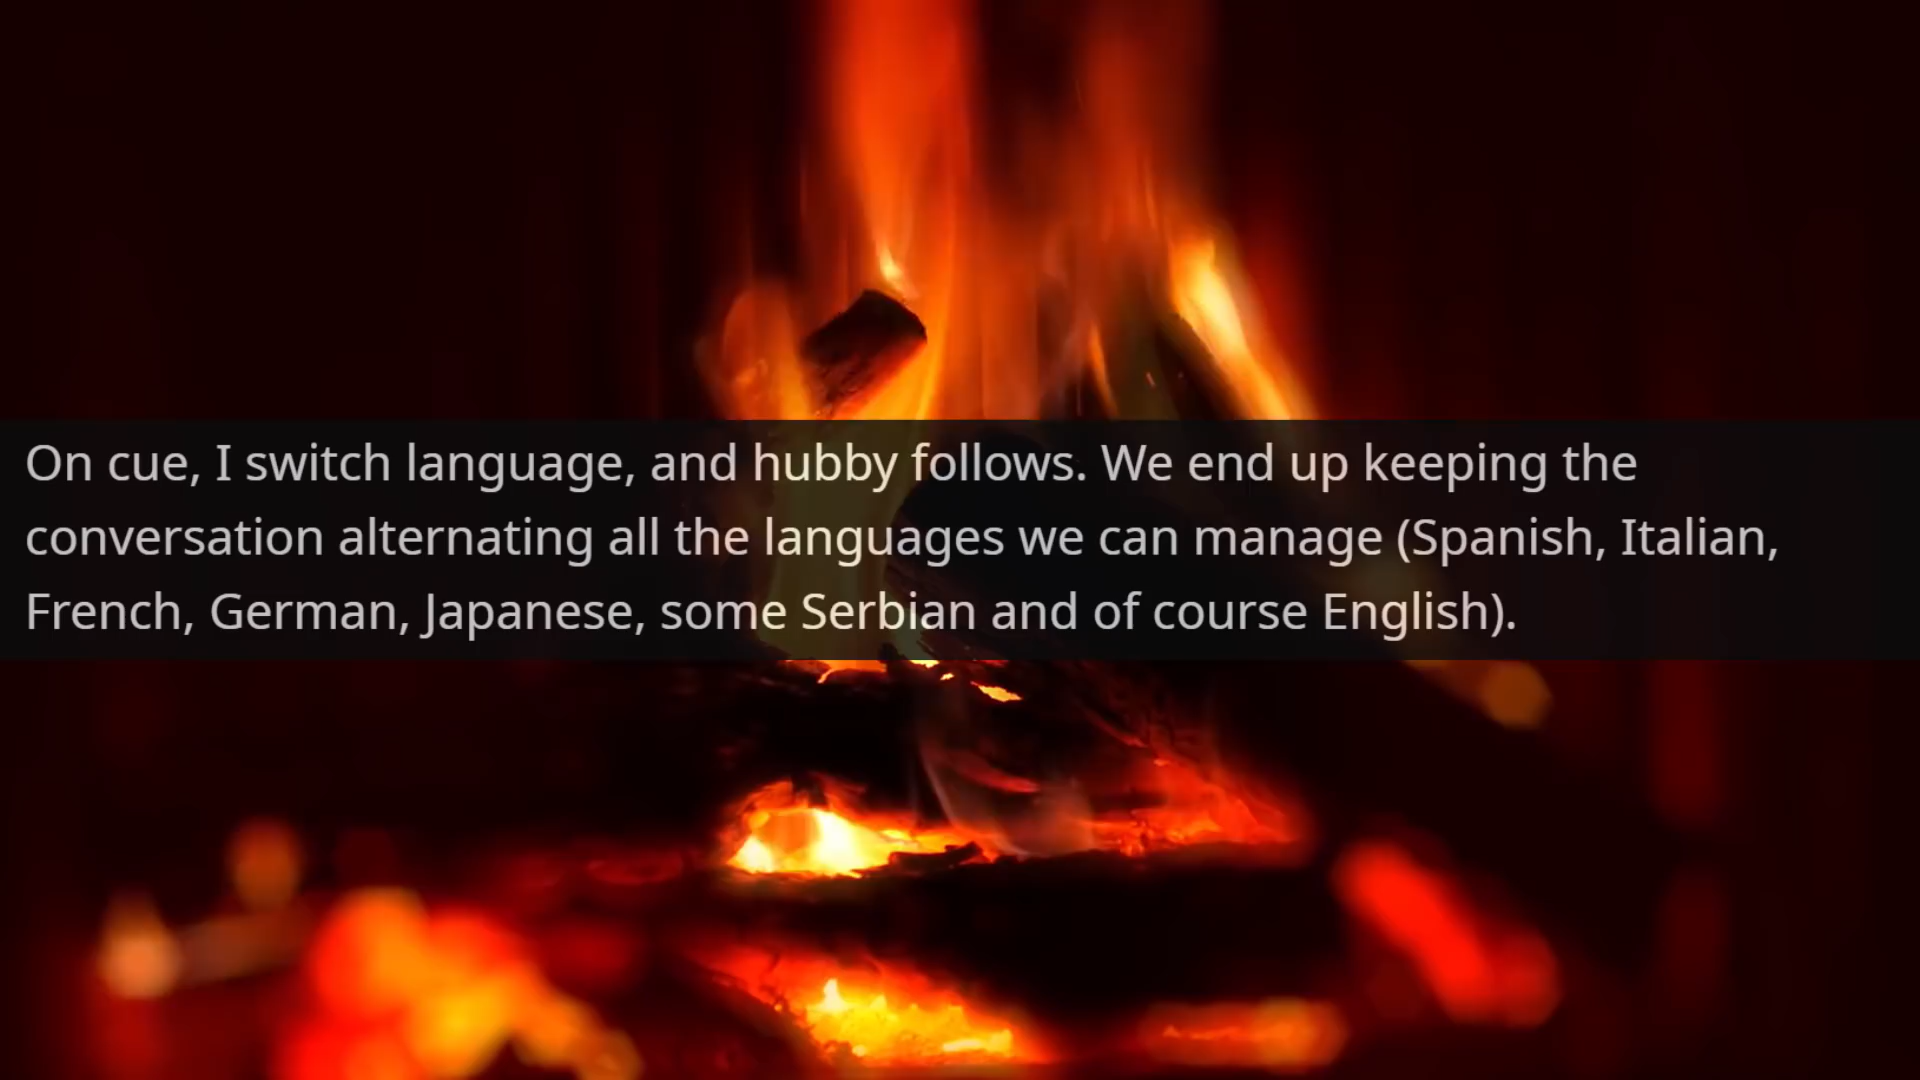 On cue, I switch language, and hubby follows. We end up keeping the
conversation alternating all the languages we can manage (Spanish, Italian,
French, German, Japanese, some Serbian and of course English).